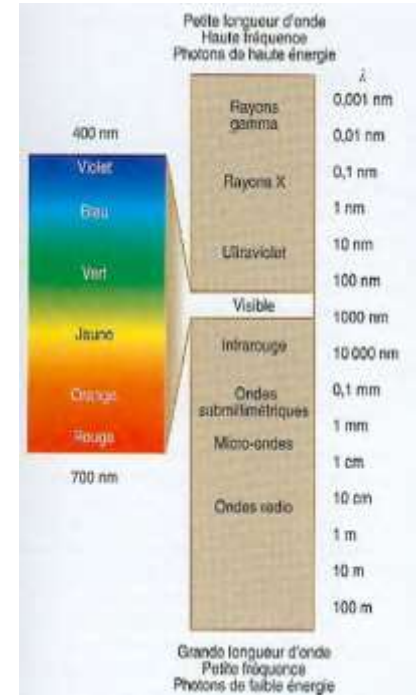 Petite longueur d'onde
Haute fréquence
Photons de haute énergie
400 nm
Violet
Bleu
Vert
Jaune
Orange
Rouge
700 nm
Rayons
gamma
Rayons X
Ultraviolet
Visible
Infrarouge
Ondes
submillimétriques
Micro-ondes
Ondes radio
λ
0,001 nm
0,01 nm
0,1 nm
1 nm
10 nm
100 nm
1000 nm
10 000 nm
0,1 mm
1 mm
1 cm
10 cm
1 m
10 m
100 m
Grande longueur d'onde
Petite fréquence
Photons de faible énergie